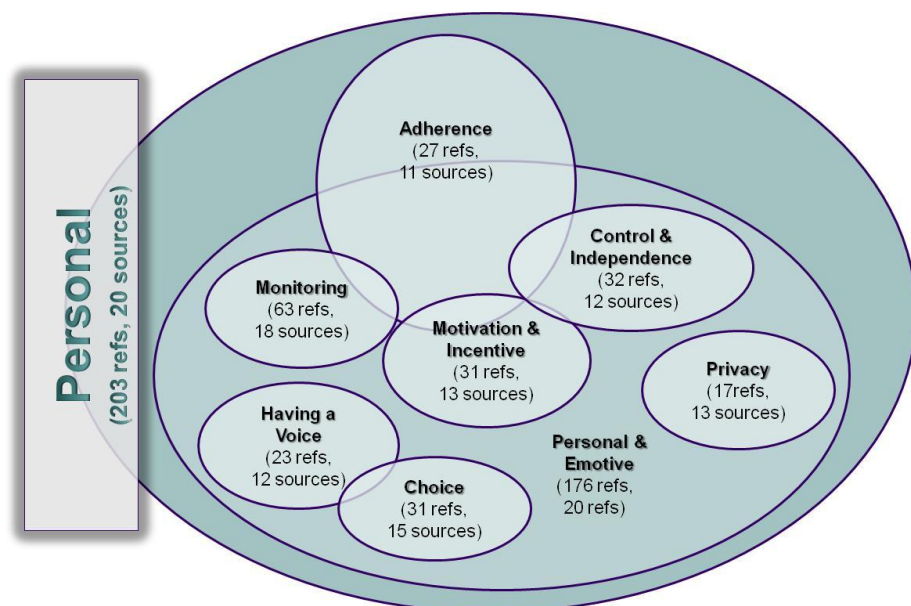 Personal
(203 refs, 20 sources)
Adherence
(27 refs,
11 sources)
Control &
Independence
(32 refs,
12 sources)
Monitoring
(63 refs,
18 sources)
Motivation &
Incentive
(31 refs,
13 sources)
Privacy
(17refs,
13 sources)
Having a
Voice
(23 refs,
12 sources)
Personal &
Emotive
(176 refs,
20 refs)
Choice
(31 refs,
15 sources)